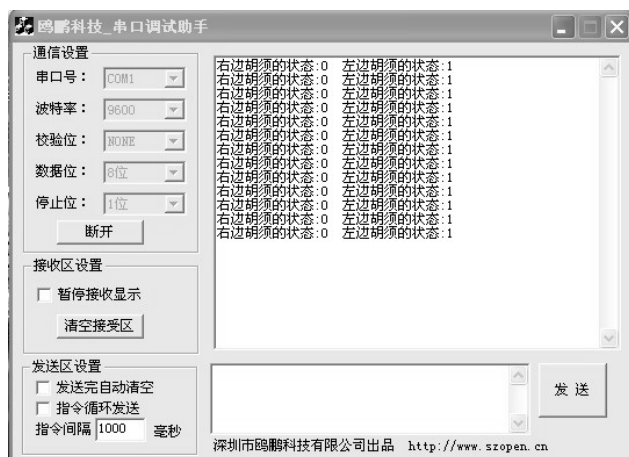 鸥鹏科技_串口调试助手
通信设置
串口号： COM1
波特率： 9600
校验位： NONE
数据位： 8位
停止位： 1位
断开
接收区设置
暂停接收显示
清空接受区
发送区设置
发送完自动清空
指令循环发送
指令间隔 1000 毫秒
右边胡须的状态:0 左边胡须的状态:1
右边胡须的状态:0 左边胡须的状态:1
右边胡须的状态:0 左边胡须的状态:1
右边胡须的状态:0 左边胡须的状态:1
右边胡须的状态:0 左边胡须的状态:1
右边胡须的状态:0 左边胡须的状态:1
右边胡须的状态:0 左边胡须的状态:1
右边胡须的状态:0 左边胡须的状态:1
右边胡须的状态:0 左边胡须的状态:1
右边胡须的状态:0 左边胡须的状态:1
右边胡须的状态:0 左边胡须的状态:1
右边胡须的状态:0 左边胡须的状态:1
右边胡须的状态:0 左边胡须的状态:1
发 送
深圳市鸥鹏科技有限公司出品 http://www.szopen.cn